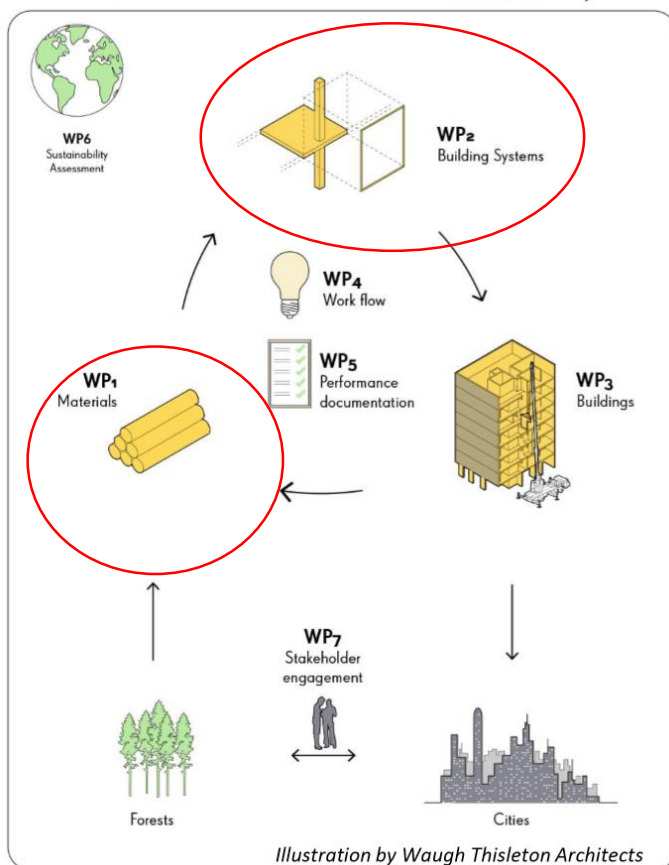 WP6
Sustainability
Assessment
WP2
Building Systems
WP4
Work flow
WP5
Performance
documentation
WP1
Materials
WP3
Buildings
WP7
Stakeholder
engagement
Forests
Cities
Illustration by Waugh Thisleton Architects